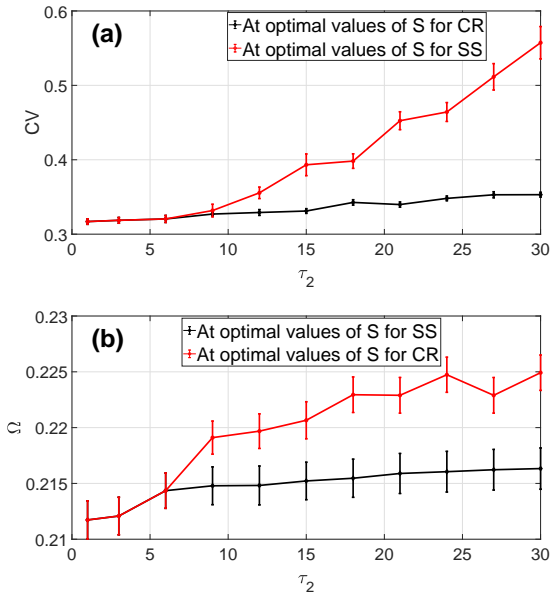 (a)
At optimal values of S for CR
At optimal values of S for SS
CV
0.6
0.5
0.4
0.3
0 5 10 15 20 25 30
τ2
(b)
At optimal values of S for SS
At optimal values of S for CR
Ω
0.23
0.225
0.22
0.215
0.21
0 5 10 15 20 25 30
τ2